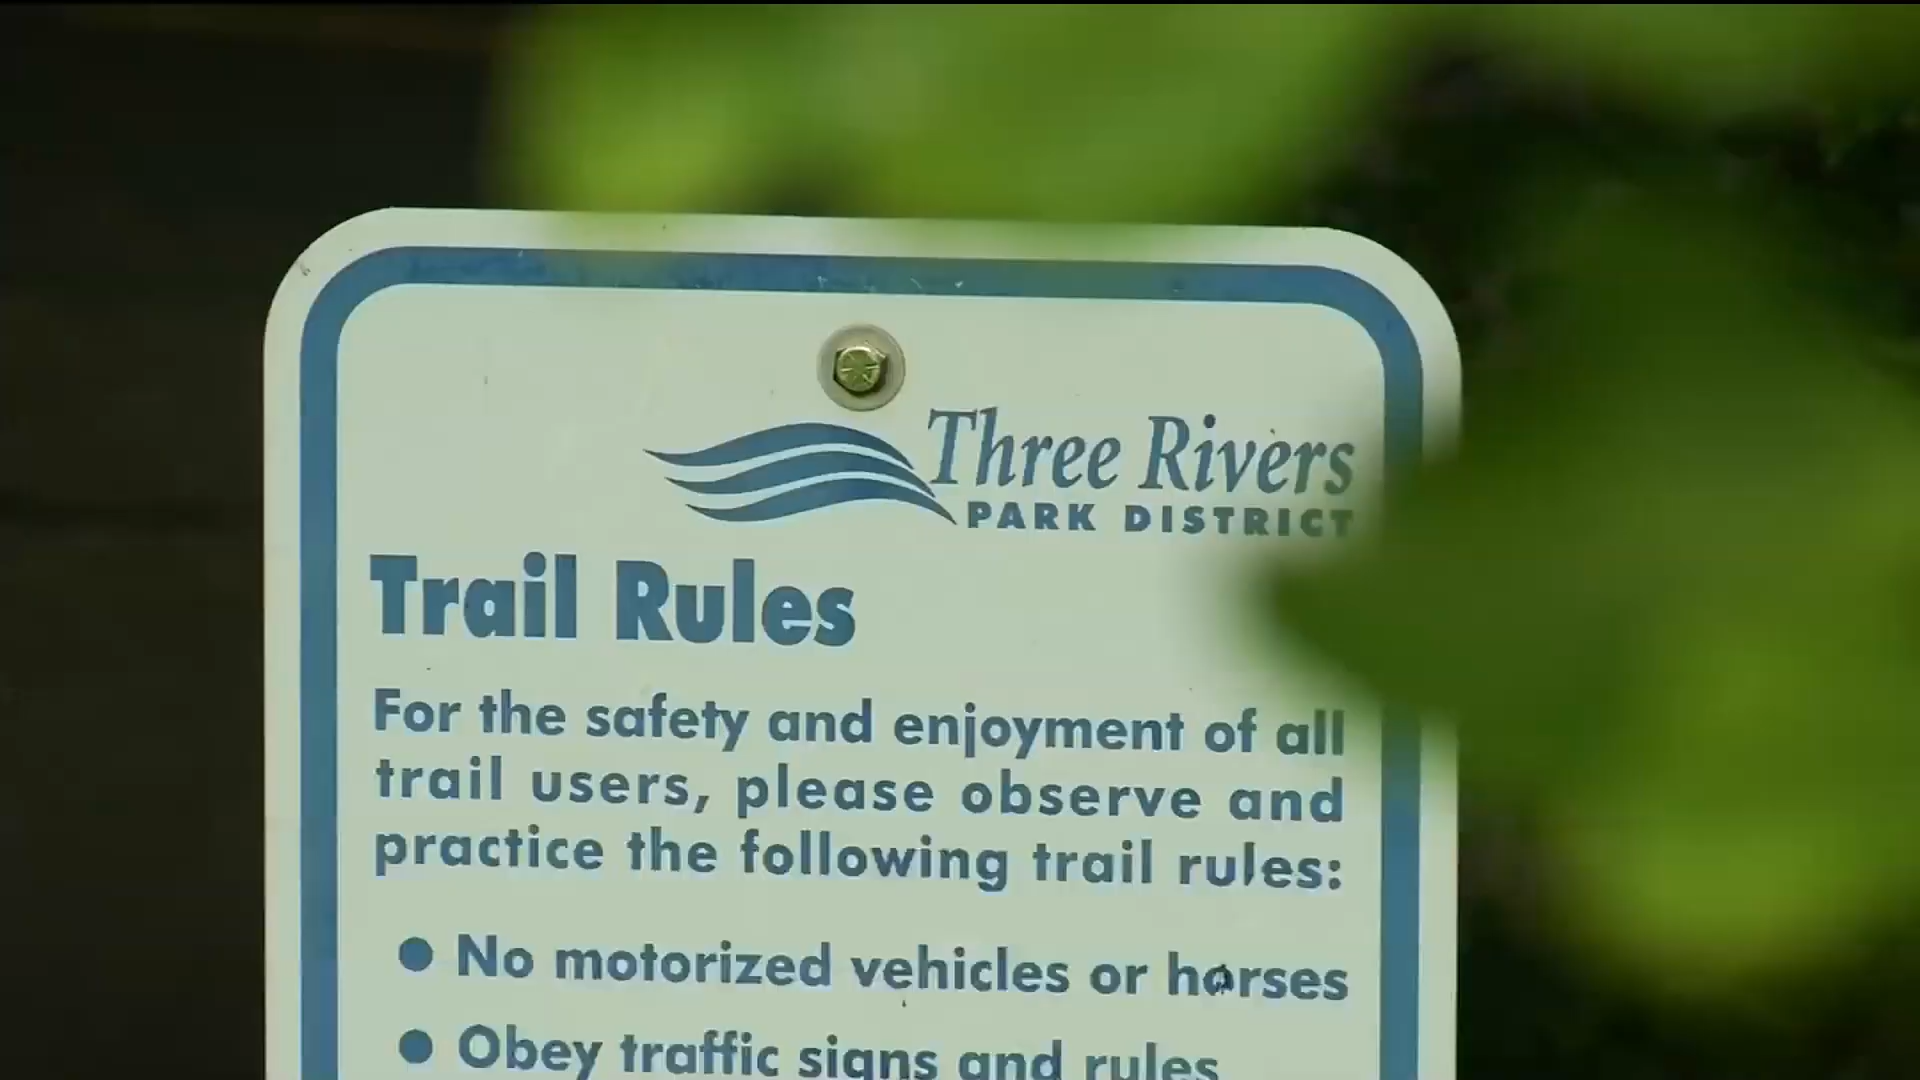 Three Rivers
PARK DISTRICT
Trail Rules
For the safety and enjoyment of all
trail users, please observe and
practice the following trail rules:
● No motorized vehicles or horses
● Obey traffic signs and rules